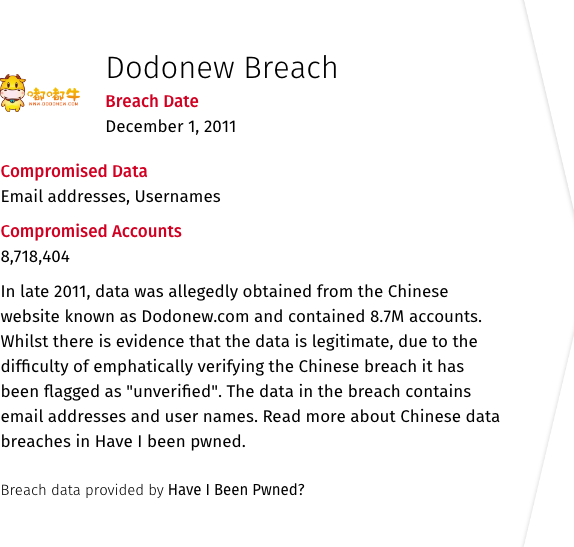 Dodonew Breach
嘟嘟牛
WWW.DODONEW.COM
Breach Date
December 1, 2011
Compromised Data
Email addresses, Usernames
Compromised Accounts
8,718,404
In late 2011, data was allegedly obtained from the Chinese
website known as Dodonew.com and contained 8.7M accounts.
Whilst there is evidence that the data is legitimate, due to the
difficulty of emphatically verifying the Chinese breach it has
been flagged as "unverified". The data in the breach contains
email addresses and user names. Read more about Chinese data
breaches in Have I been pwned.
Breach data provided by Have I Been Pwned?